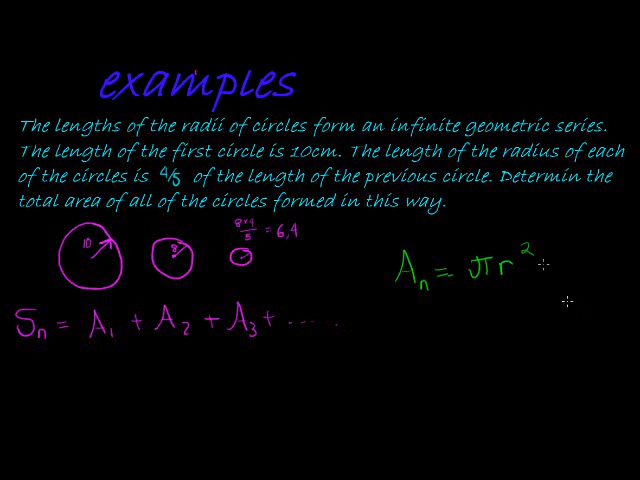 examples
The lengths of the radii of circles form an infinite geometric series.
The length of the first circle is 10cm. The length of the radius of each
of the circles is 4/5 of the length of the previous circle. Determin the
total area of all of the circles formed in this way.
10 8 8×4/5 = 6,4
Aₙ = πr²
Sₙ = A₁ + A₂ + A₃ + ......